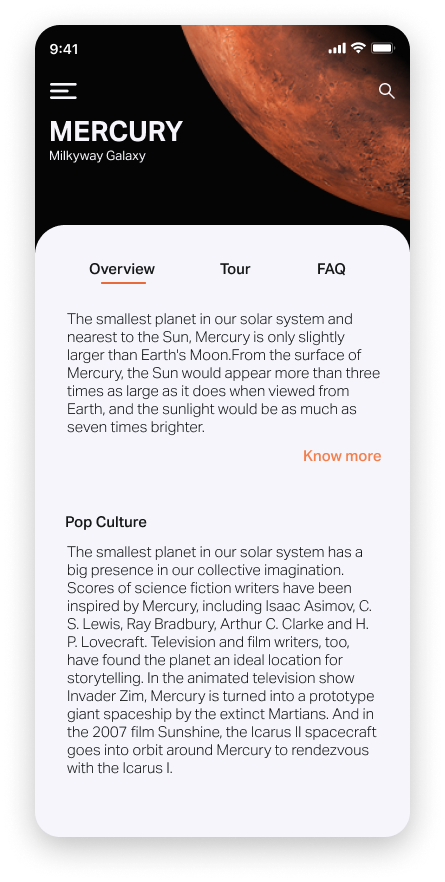 9:41
MERCURY
Milkyway Galaxy
Overview Tour FAQ
The smallest planet in our solar system and
nearest to the Sun, Mercury is only slightly
larger than Earth's Moon.From the surface of
Mercury, the Sun would appear more than three
times as large as it does when viewed from
Earth, and the sunlight would be as much as
seven times brighter.
Know more
Pop Culture
The smallest planet in our solar system has a
big presence in our collective imagination.
Scores of science fiction writers have been
inspired by Mercury, including Isaac Asimov, C.
S. Lewis, Ray Bradbury, Arthur C. Clarke and H.
P. Lovecraft. Television and film writers, too,
have found the planet an ideal location for
storytelling. In the animated television show
Invader Zim, Mercury is turned into a prototype
giant spaceship by the extinct Martians. And in
the 2007 film Sunshine, the Icarus II spacecraft
goes into orbit around Mercury to rendezvous
with the Icarus I.